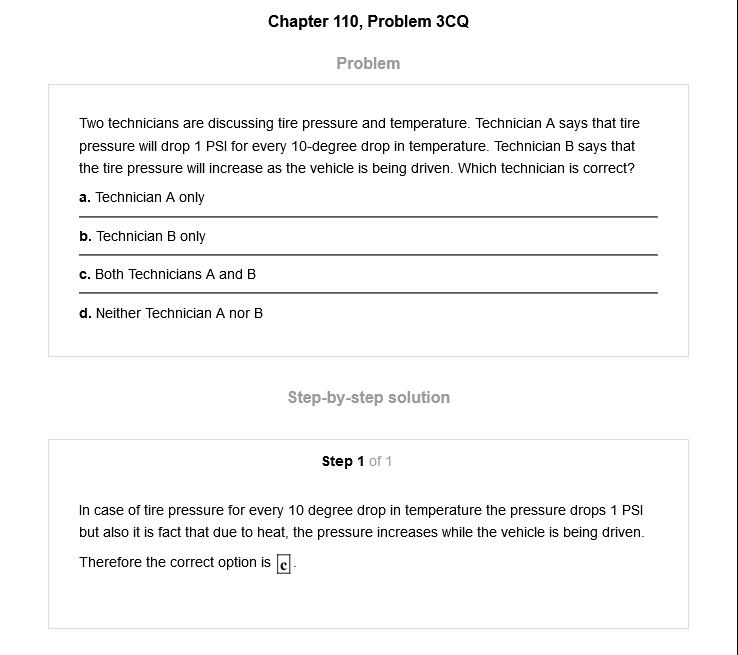 Chapter 110, Problem 3CQ
Problem
Two technicians are discussing tire pressure and temperature. Technician A says that tire
pressure will drop 1 PSI for every 10-degree drop in temperature. Technician B says that
the tire pressure will increase as the vehicle is being driven. Which technician is correct?
a. Technician A only
b. Technician B only
c. Both Technicians A and B
d. Neither Technician A nor B
Step-by-step solution
Step 1 of 1
In case of tire pressure for every 10 degree drop in temperature the pressure drops 1 PSI
but also it is fact that due to heat, the pressure increases while the vehicle is being driven.
Therefore the correct option is c.